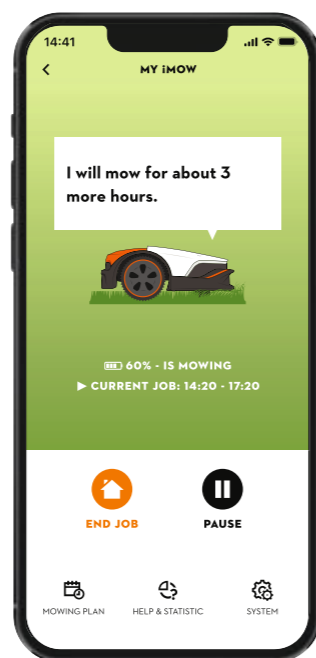 14:41
MY iMOW
I will mow for about 3
more hours.
60% - IS MOWING
CURRENT JOB: 14:20 - 17:20
END JOB
PAUSE
MOWING PLAN
HELP & STATISTIC
SYSTEM